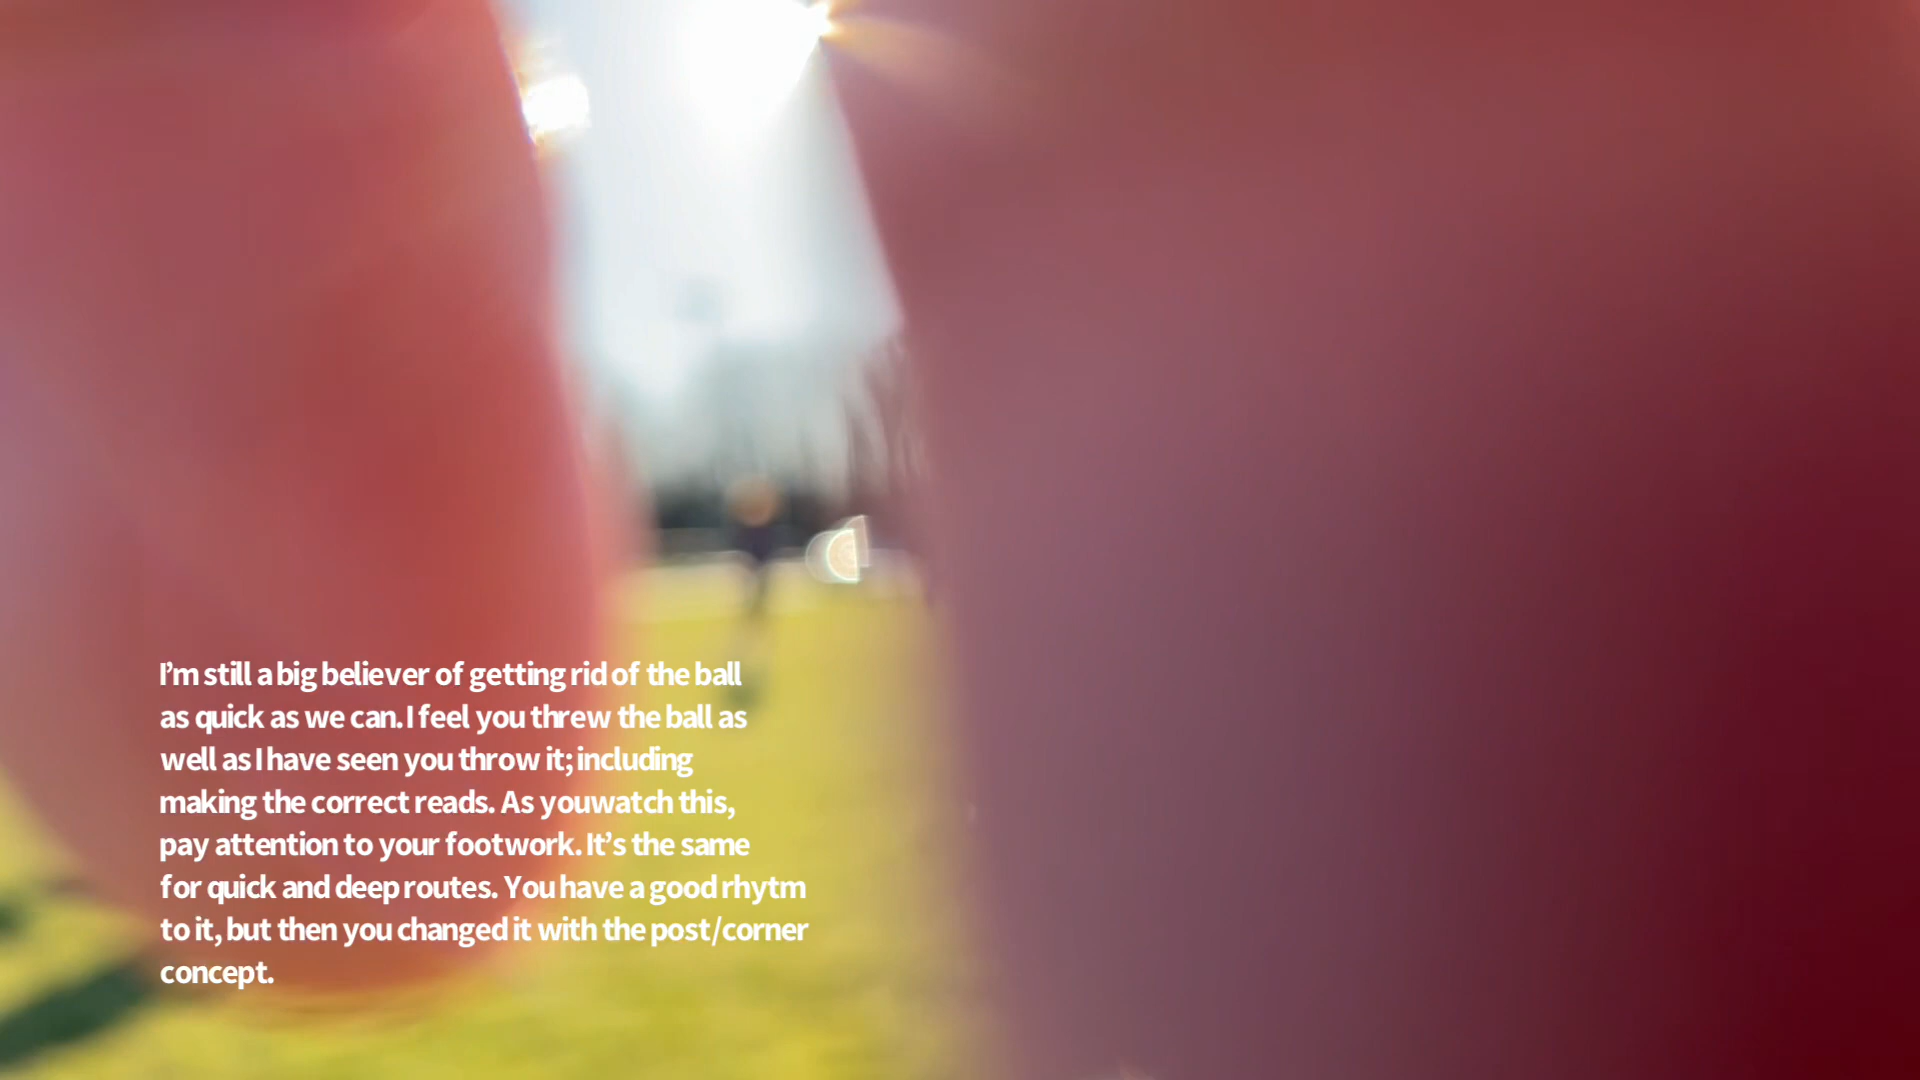 I'm still a big believer of getting rid of the ball
as quick as we can. I feel you threw the ball as
well as I have seen you throw it; including
making the correct reads. As you watch this,
pay attention to your footwork. It's the same
for quick and deep routes. You have a good rhytm
to it, but then you changed it with the post/corner
concept.